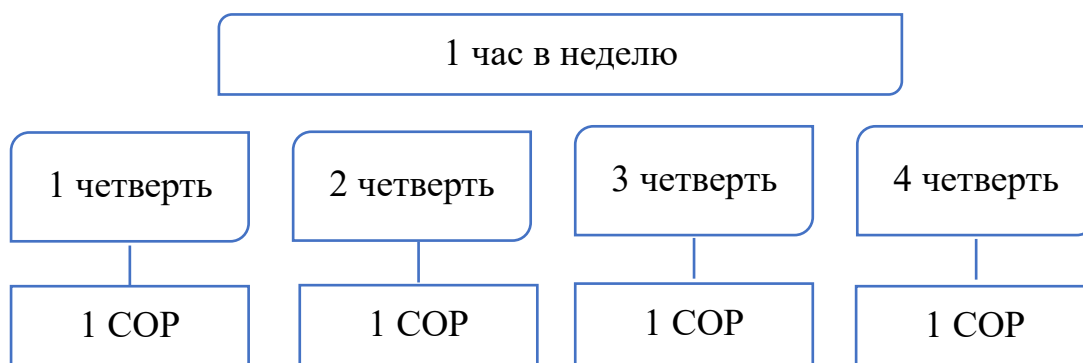 1 час в неделю
1 четверть
2 четверть
3 четверть
4 четверть
1 СОР
1 СОР
1 СОР
1 СОР